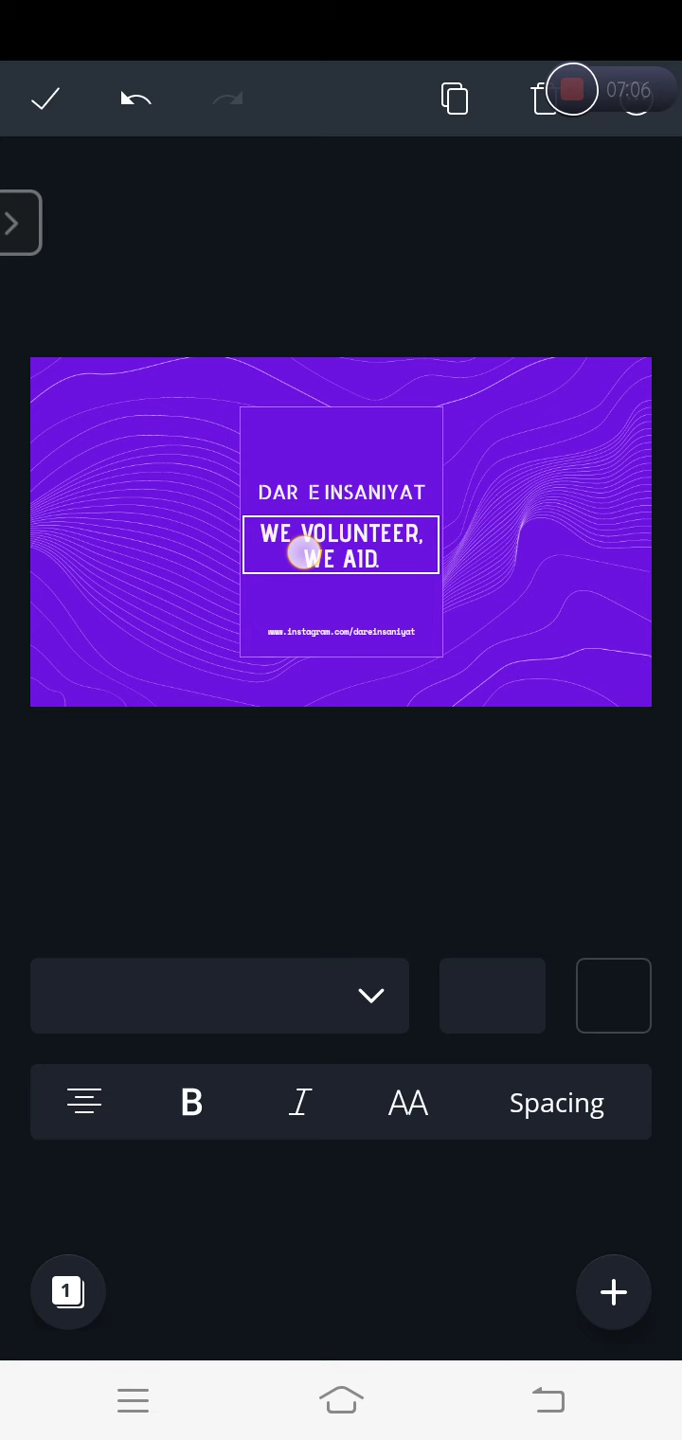 07:06
DAR E INSANIYAT
WE VOLUNTEER,
WE AID.
www.instagram.com/dareinsaniyat
B I AA Spacing
1